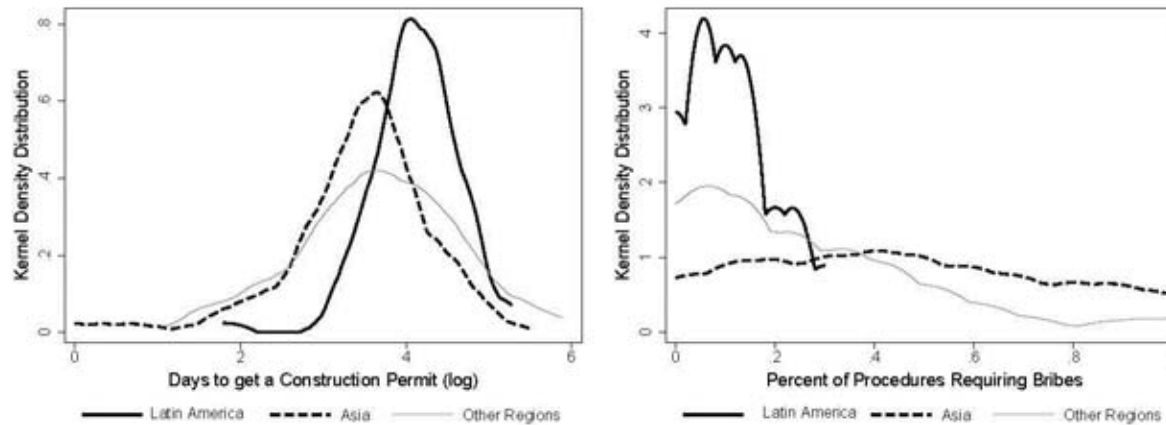 Kernel Density Distribution
.8
.6
.4
.2
0
0 2 4 6
Days to get a Construction Permit (log)
Latin America Asia Other Regions
Kernel Density Distribution
4
3
2
1
0
0 .2 .4 .6 .8
Percent of Procedures Requiring Bribes
Latin America Asia Other Regions